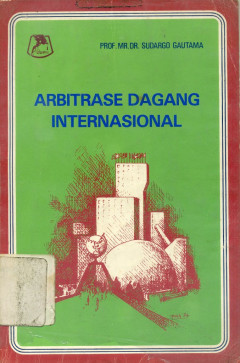 PROF. MR. DR. SUDARGO GAUTAMA
ARBITRASE DAGANG
INTERNASIONAL